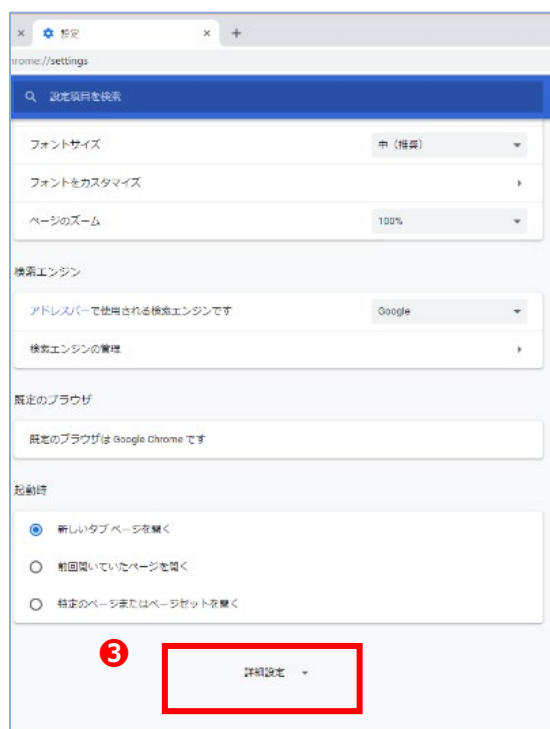 設定
rome://settings
設定項目を検索
フォントサイズ 中（推奨）
フォントをカスタマイズ
ページのズーム 100%
検索エンジン
アドレスバーで使用される検索エンジンです Google
検索エンジンの管理
既定のブラウザ
既定のブラウザは Google Chrome です
起動時
新しいタブ ページを開く
前回開いていたページを開く
特定のページまたはページセットを開く
❸
詳細設定